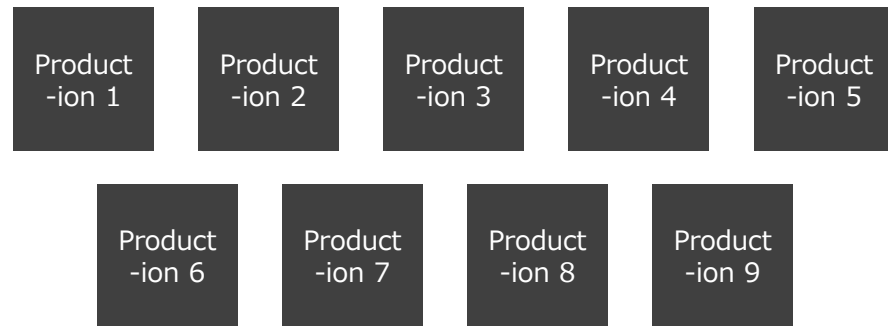 Product
-ion 1
Product
-ion 2
Product
-ion 3
Product
-ion 4
Product
-ion 5
Product
-ion 6
Product
-ion 7
Product
-ion 8
Product
-ion 9